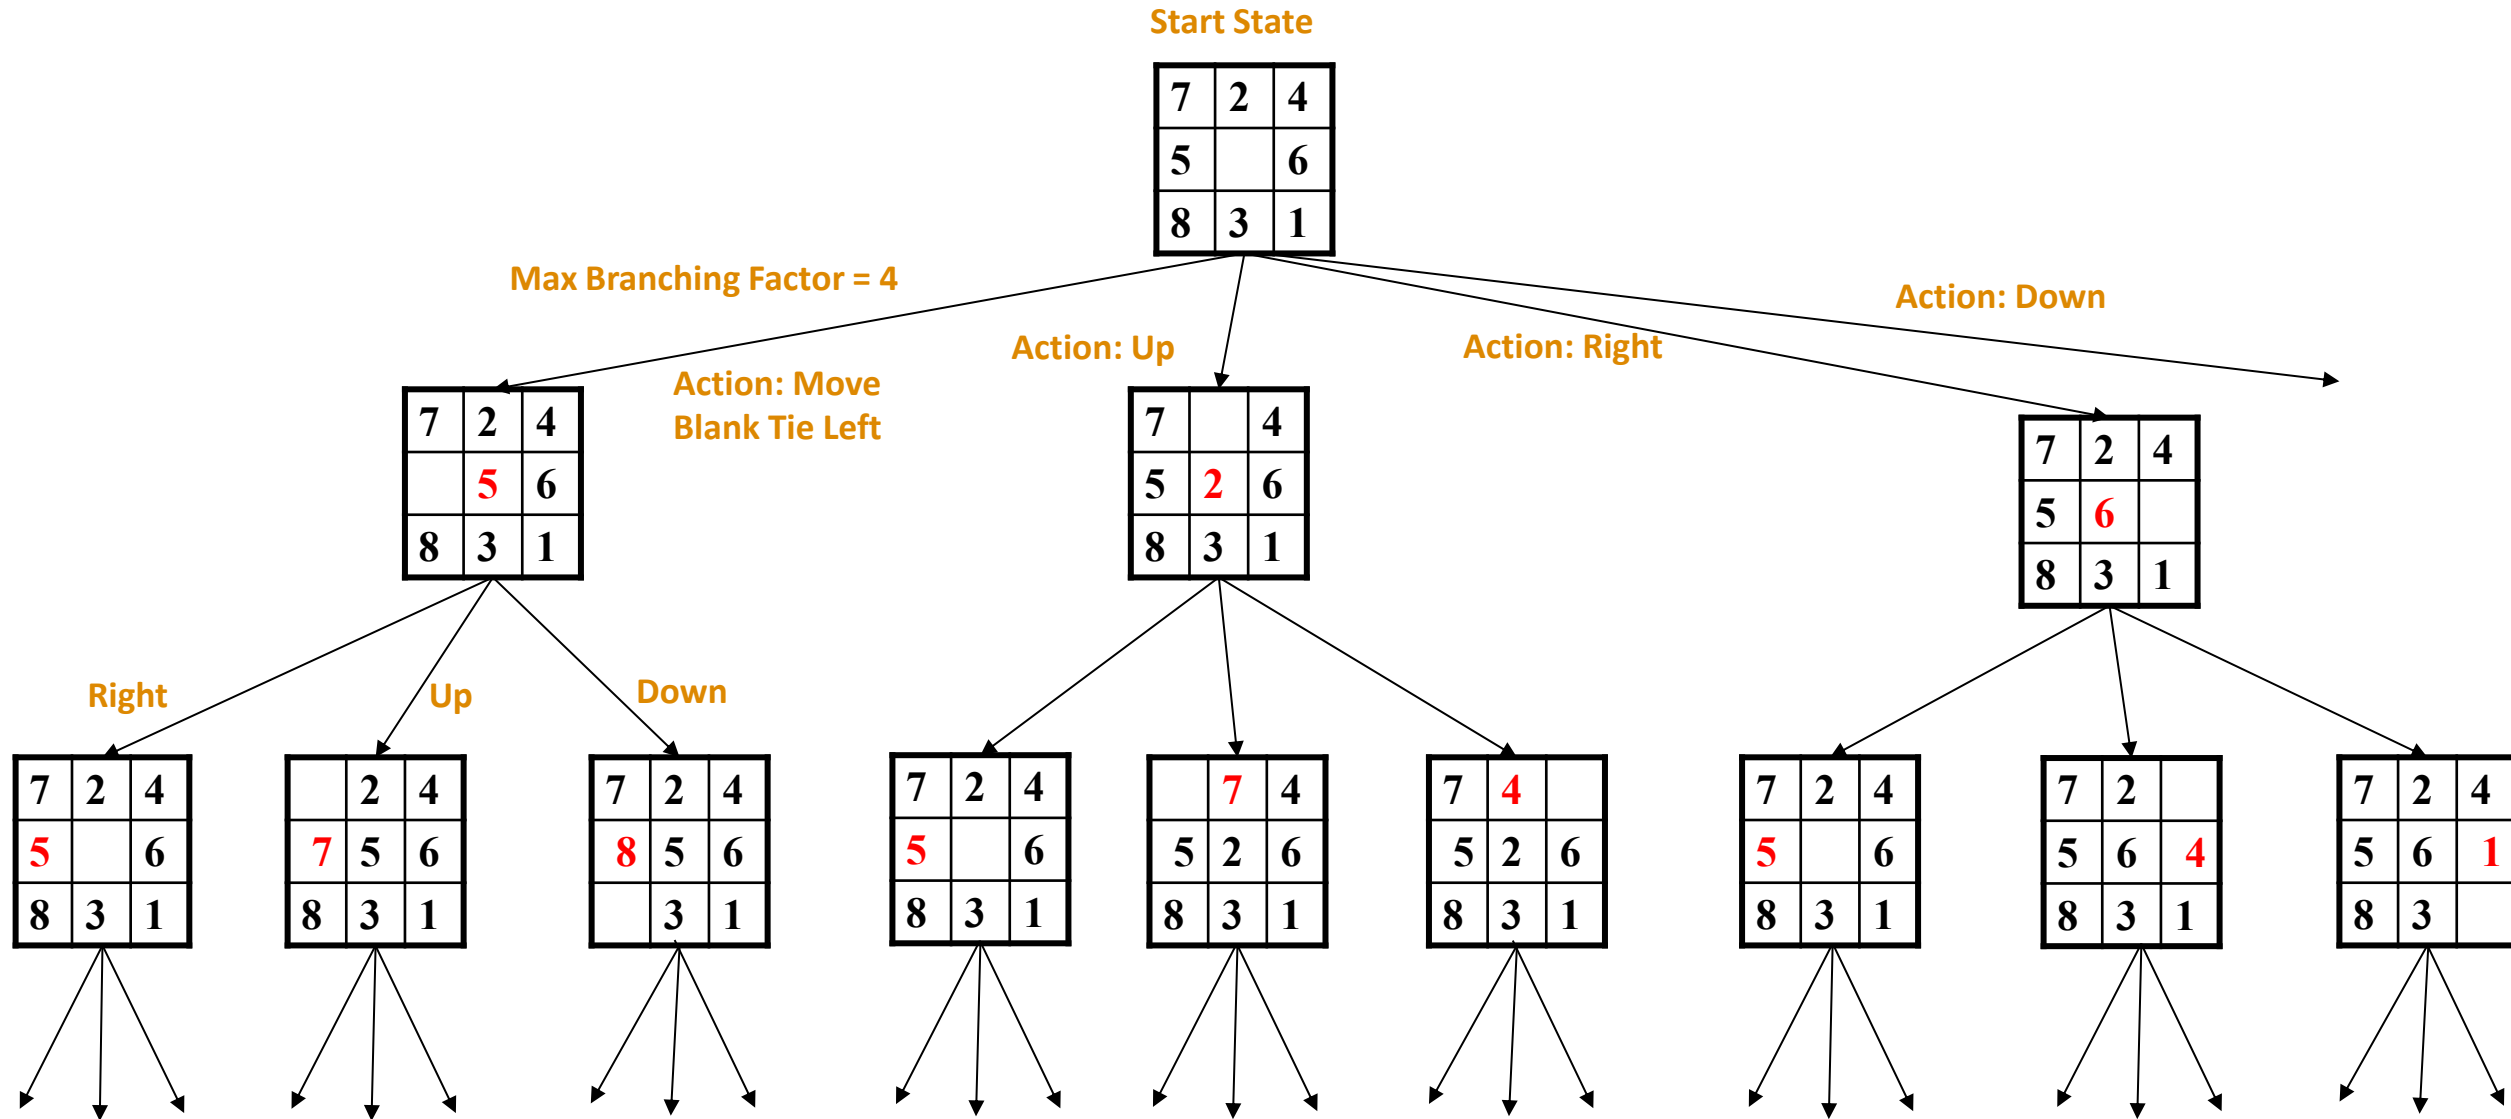 Start State
7 2 4
5 6
8 3 1
Max Branching Factor = 4
Action: Down
Action: Up
Action: Right
Action: Move
Blank Tie Left
7 2 4
5 6
8 3 1
7 4
5 2 6
8 3 1
7 2 4
5 6
8 3 1
Right
Up
Down
7 2 4
5 6
8 3 1
2 4
7 5 6
8 3 1
7 2 4
8 5 6
3 1
7 2 4
5 6
8 3 1
7 4
5 2 6
8 3 1
7 4
5 2 6
8 3 1
7 2 4
5 6
8 3 1
7 2
5 6 4
8 3 1
7 2 4
5 6 1
8 3